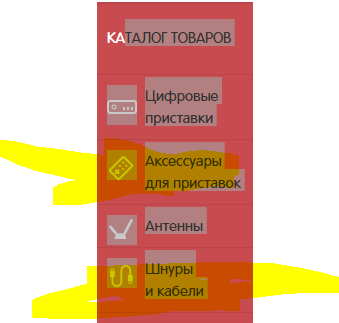 КАТАЛОГ ТОВАРОВ
Цифровые
приставки
Аксессуары
для приставок
Антенны
Шнуры
и кабели